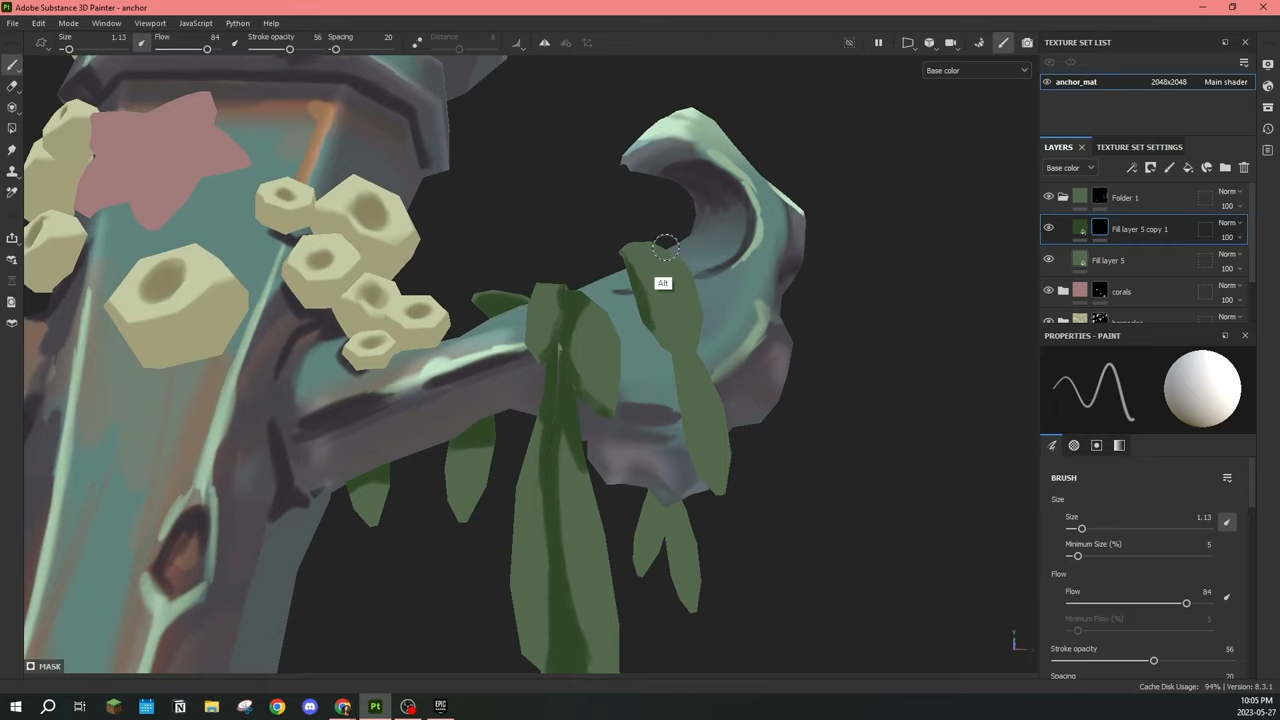 Adobe Substance 3D Painter - anchor
File Edit Mode Window Viewport JavaScript Python Help
Size 1.13 Flow 84 Stroke opacity 56 Spacing 20 Distance 8
Base color
Alt
MASK
TEXTURE SET LIST
anchor_mat 2048x2048 Main shader
LAYERS TEXTURE SET SETTINGS
Base color
Folder 1 Norm 100
Fill layer 5 copy 1 Norm 100
Fill layer 5 Norm 100
corals Norm 100
barnacles Norm
PROPERTIES - PAINT
BRUSH
Size
Size 1.13
Minimum Size (%) 5
Flow
Flow 84
Minimum Flow (%) 5
Stroke opacity 56
Spacing 20
Cache Disk Usage: 94% | Version: 8.3.1
10:05 PM
2023-05-27